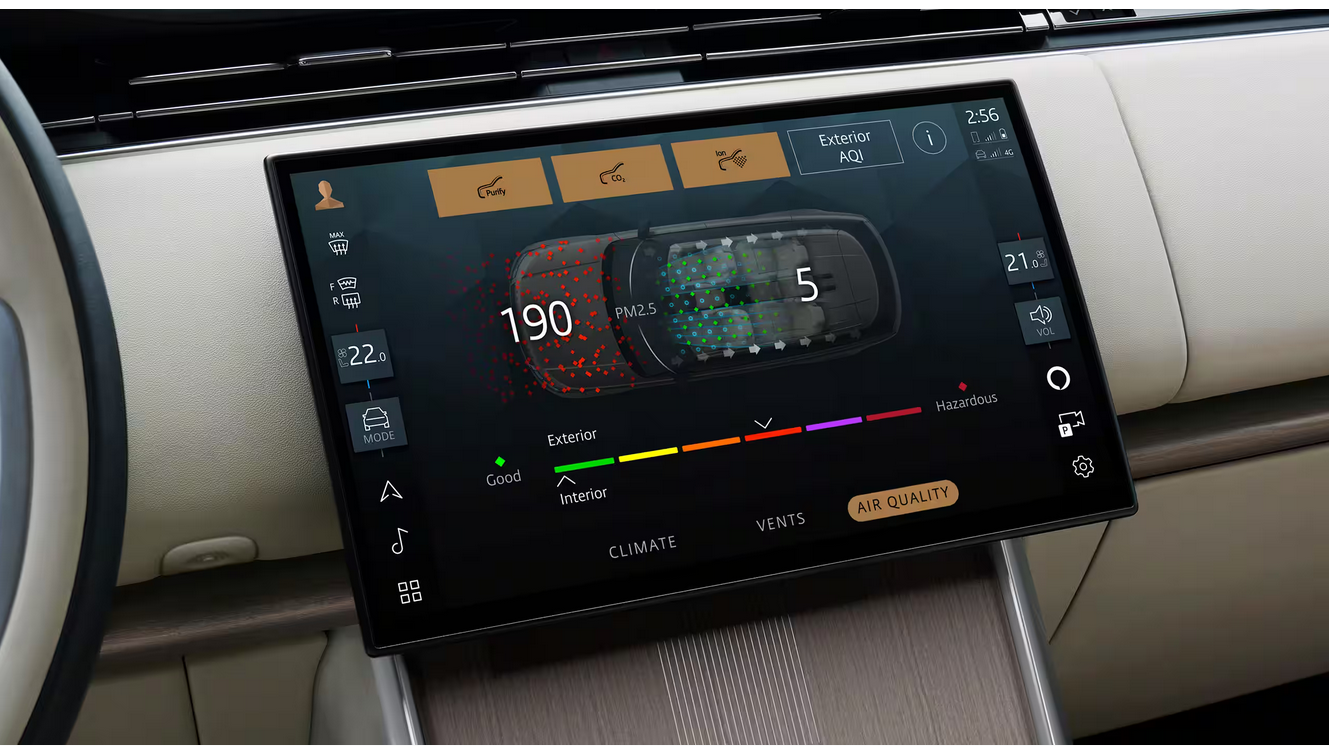 2:56
4G
Purify
CO₂
Ion
Exterior
AQI
i
MAX
F
R
22.0
MODE
190
PM2.5
5
21.0
VOL
P
Exterior
Hazardous
Good
Interior
CLIMATE
VENTS
AIR QUALITY